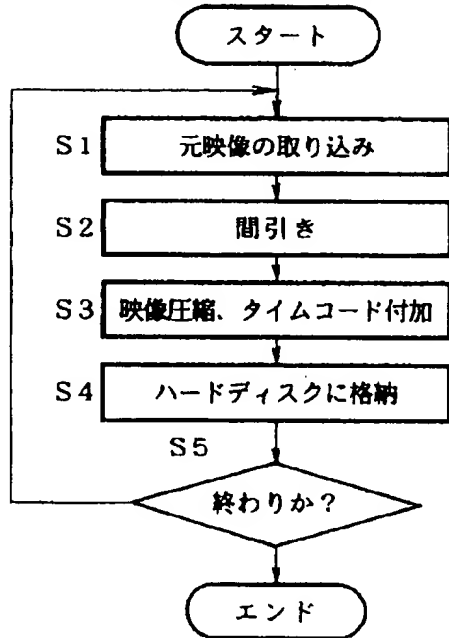 スタート
S1 元映像の取り込み
S2 間引き
S3 映像圧縮、タイムコード付加
S4 ハードディスクに格納
S5
終わりか?
エンド